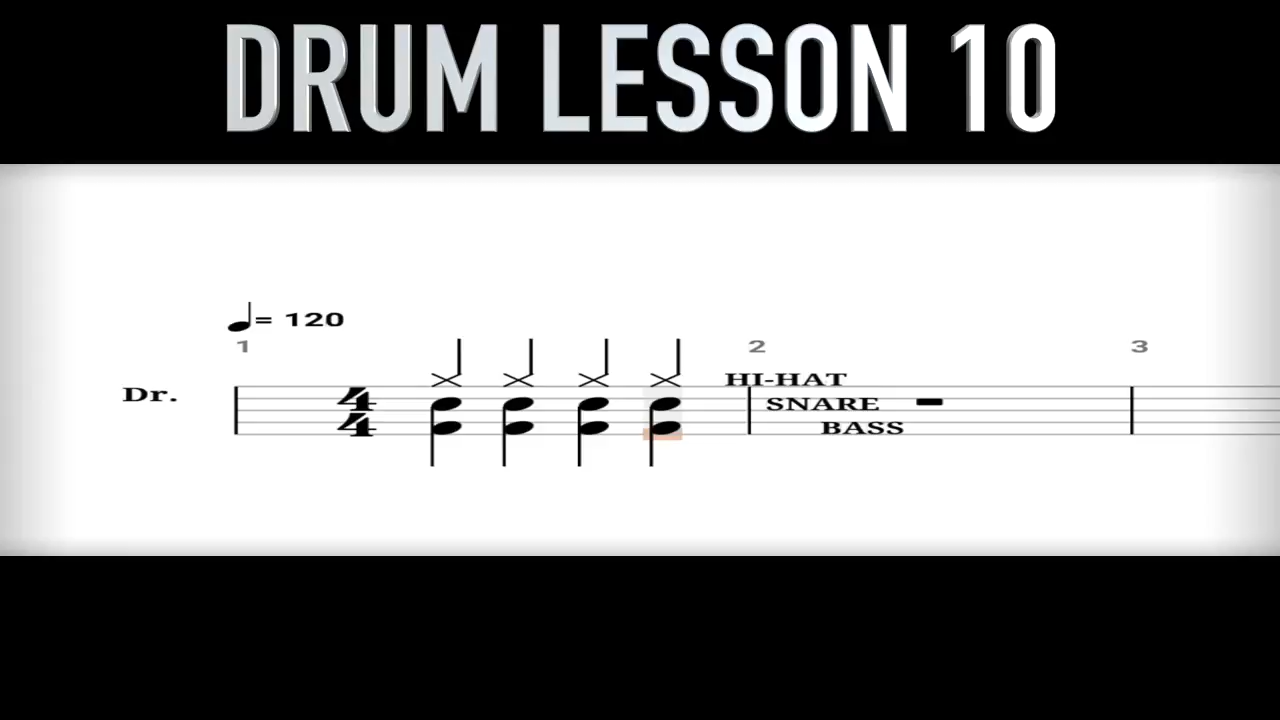 DRUM LESSON 10
= 120
1 2 3
HI-HAT
Dr. 4 SNARE
4 BASS